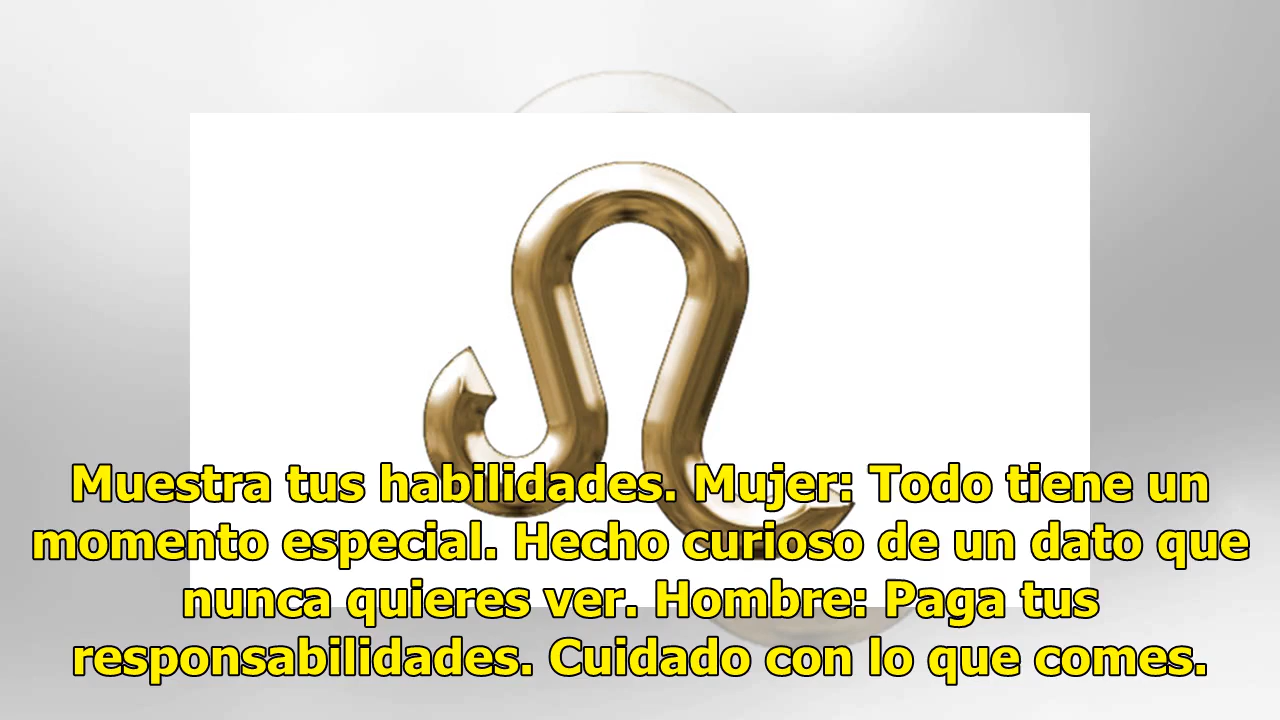 Muestra tus habilidades. Mujer: Todo tiene un
momento especial. Hecho curioso de un dato que
nunca quieres ver. Hombre: Paga tus
responsabilidades. Cuidado con lo que comes.